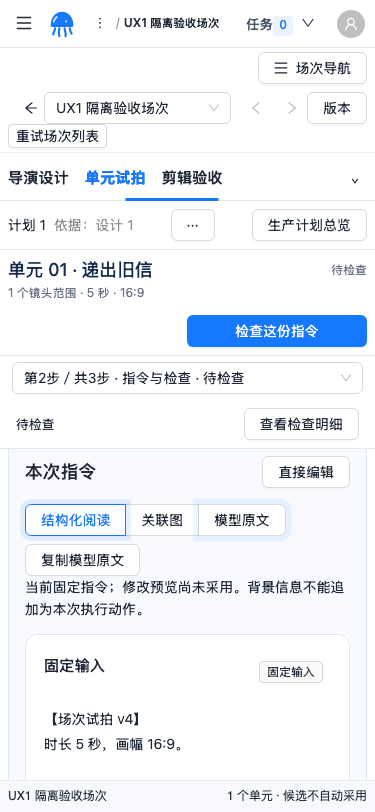 / UX1 隔离验收场次
任务 0
场次导航
UX1 隔离验收场次
版本
重试场次列表
导演设计 单元试拍 剪辑验收
计划 1 依据：设计 1 ... 生产计划总览
单元 01 · 递出旧信 待检查
1 个镜头范围 · 5 秒 · 16:9
检查这份指令
第2步 / 共3步 · 指令与检查 · 待检查
待检查 查看检查明细
本次指令 直接编辑
结构化阅读 关联图 模型原文
复制模型原文
当前固定指令；修改预览尚未采用。背景信息不能追
加为本次执行动作。
固定输入 固定输入
【场次试拍 v4】
时长 5 秒，画幅 16:9。
UX1 隔离验收场次 1 个单元 · 候选不自动采用